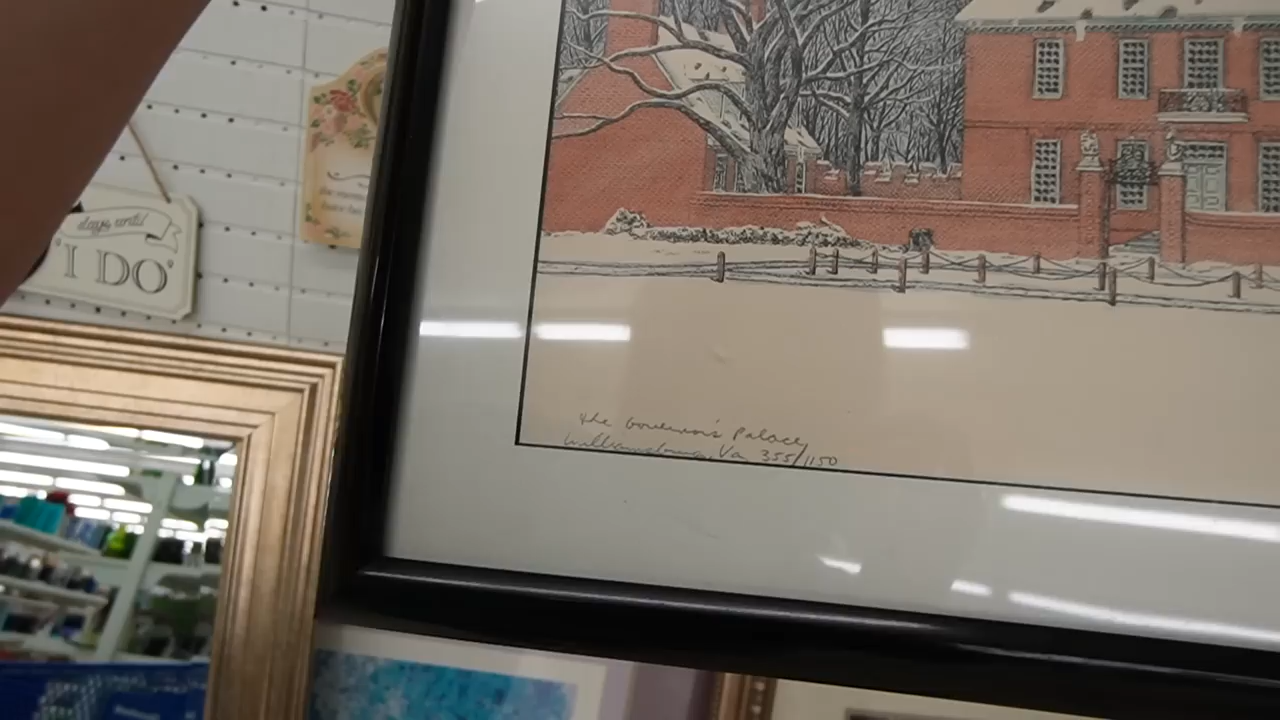 days until
'I DO'
the Governor's Palace
Williamsburg, Va 355/1150